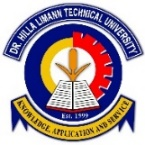 DR. HILLA LIMANN TECHNICAL UNIVERSITY
Est. 1999
KNOWLEDGE, APPLICATION AND SERVICE